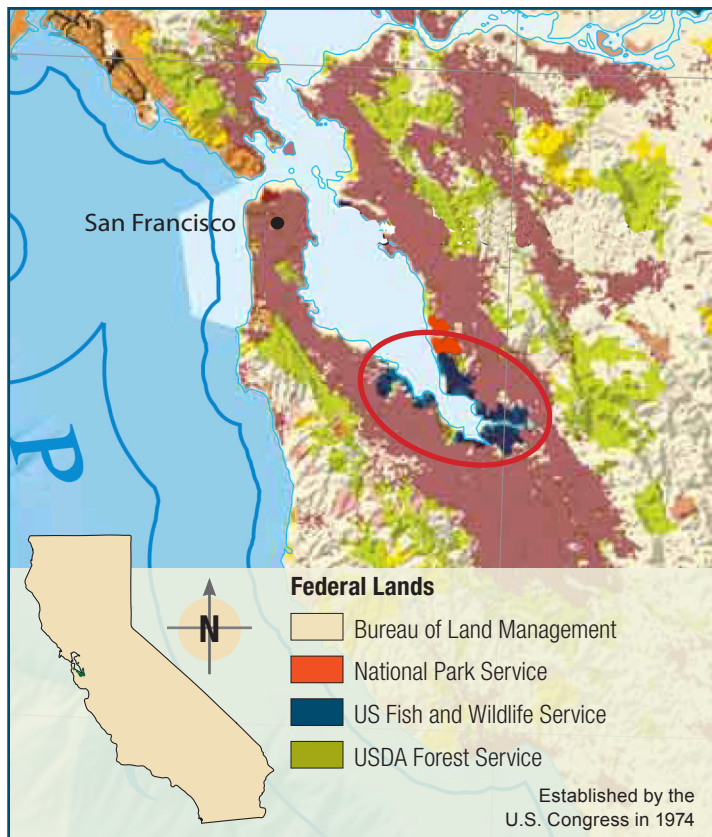 San Francisco
P
N
Federal Lands
Bureau of Land Management
National Park Service
US Fish and Wildlife Service
USDA Forest Service
Established by the
U.S. Congress in 1974